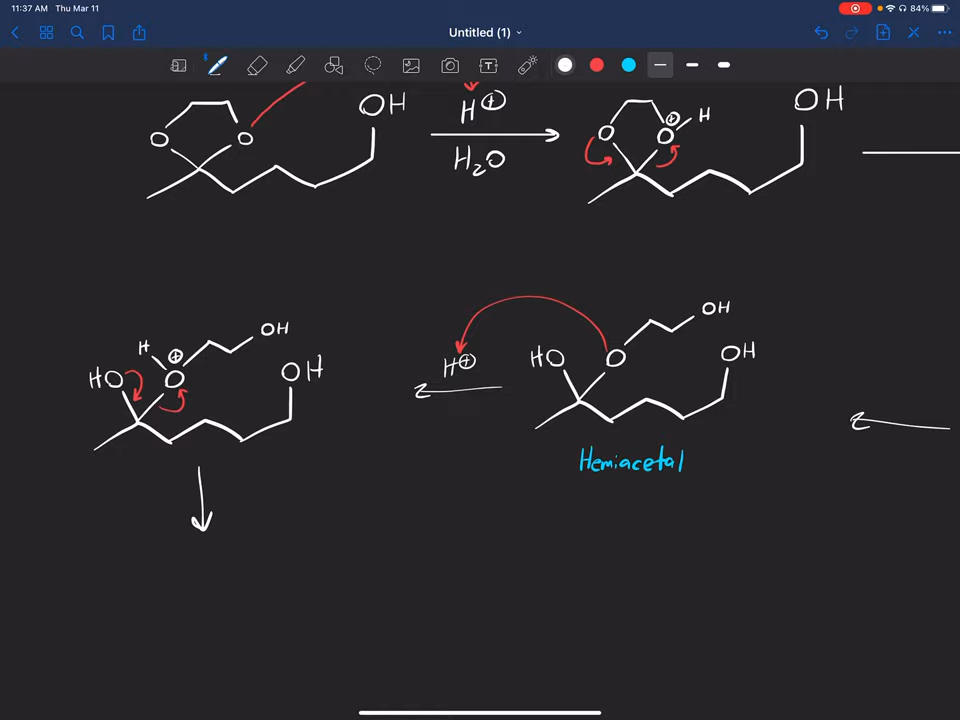 11:37 AM Thu Mar 11
84%
Untitled (1)
T
O O OH
H⊕
H2O
O O⊕ H OH
H ⊕ OH
HO O OH
H⊕
HO O OH OH
Hemiacetal